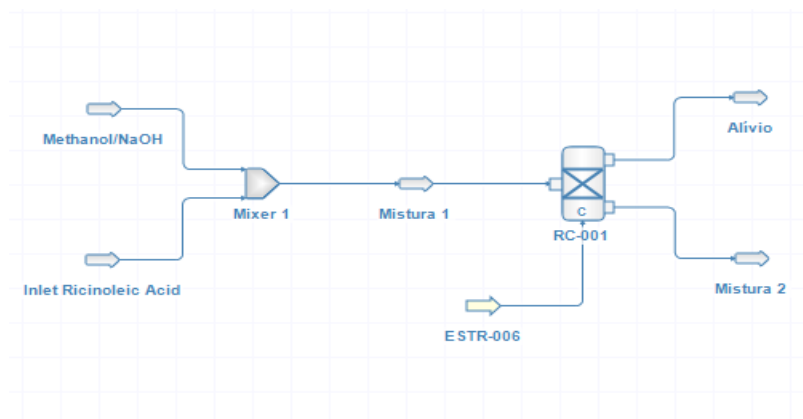 Methanol/NaOH
Inlet Ricinoleic Acid
Mixer 1
Mistura 1
C
RC-001
ESTR-006
Alívio
Mistura 2